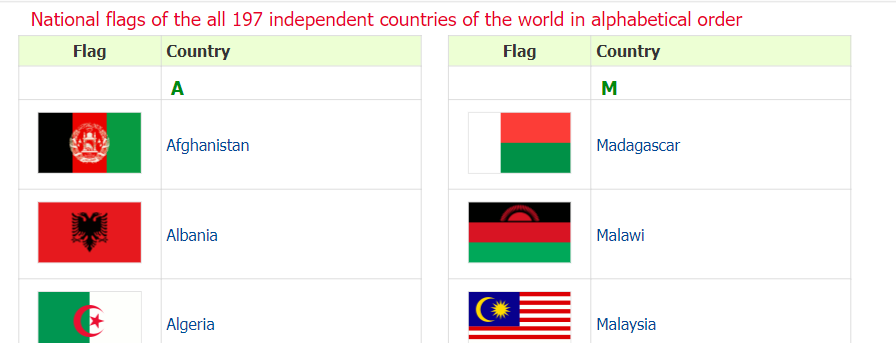 National flags of the all 197 independent countries of the world in alphabetical order
Flag Country Flag Country
A M
Afghanistan Madagascar
Albania Malawi
Algeria Malaysia